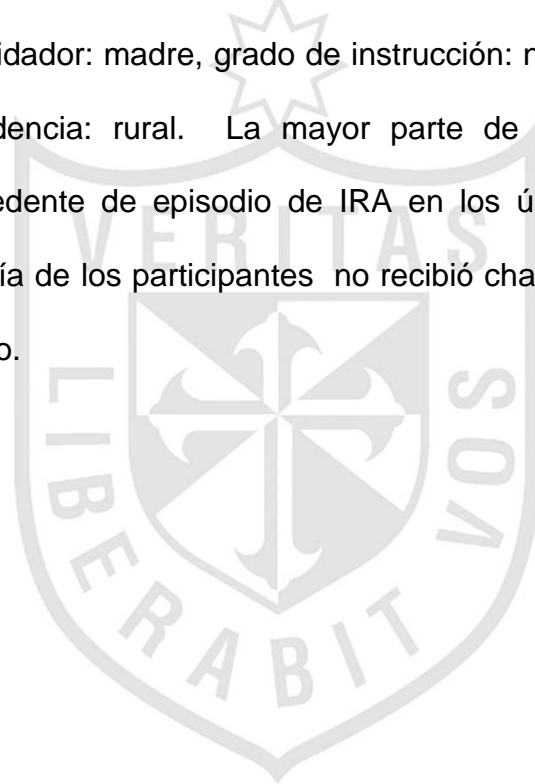 idador: madre, grado de instrucción: n
dencia: rural. La mayor parte de
edente de episodio de IRA en los ú
ía de los participantes no recibió cha
o.
VERITAS
LIBERABIT
VOS